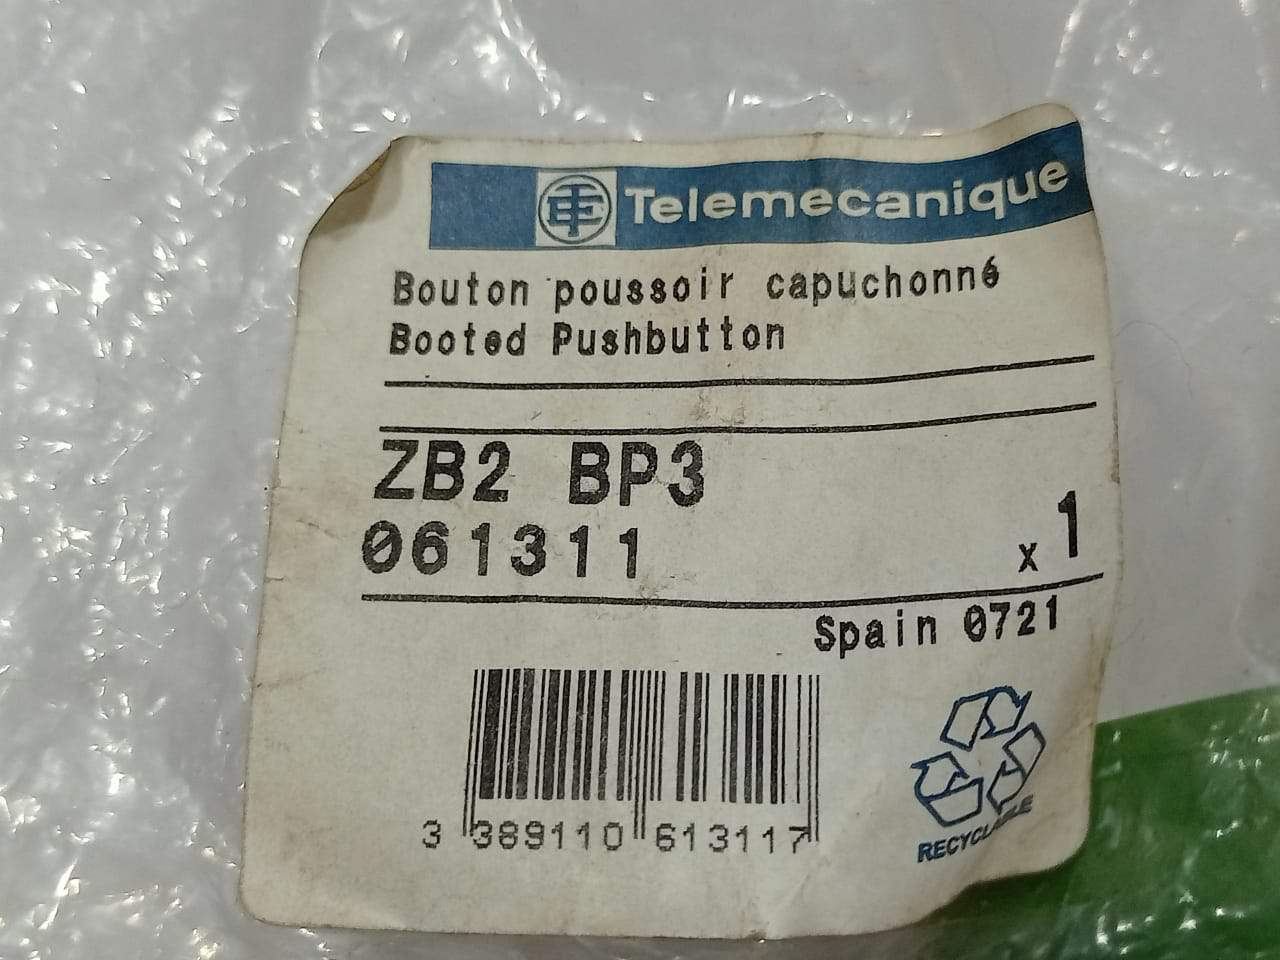 Telemecanique
Bouton poussoir capuchonné
Booted Pushbutton
ZB2 BP3
061311
x 1
Spain 0721
3 389110 613117
RECYCLABLE